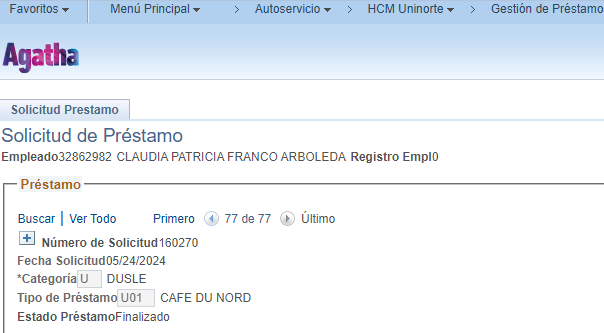 Favoritos Menú Principal > Autoservicio > HCM Uninorte > Gestión de Préstamo
Agatha
Solicitud Prestamo
Solicitud de Préstamo
Empleado32862982 CLAUDIA PATRICIA FRANCO ARBOLEDA Registro Empl0
Préstamo
Buscar | Ver Todo Primero 77 de 77 Último
Número de Solicitud160270
Fecha Solicitud05/24/2024
*Categoría U DUSLE
Tipo de Préstamo U01 CAFE DU NORD
Estado PréstamoFinalizado